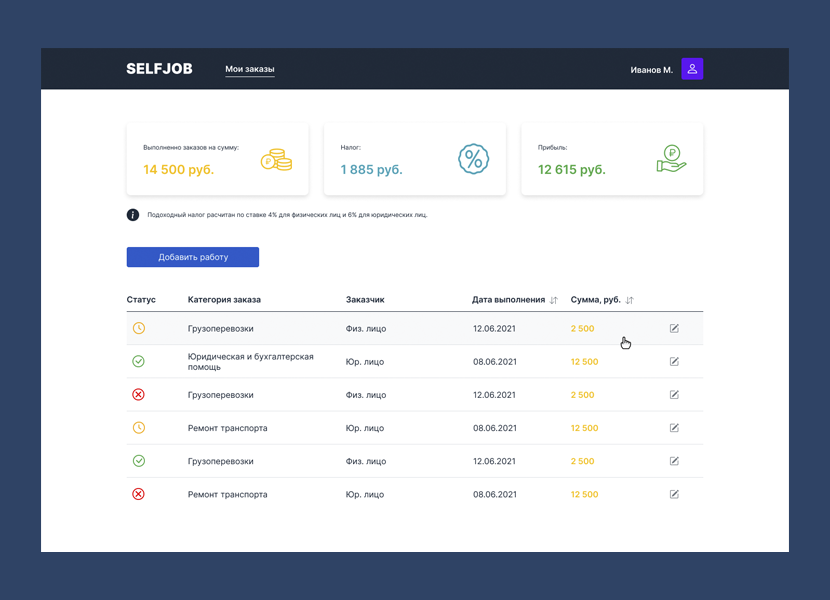 SELFJOB
Мои заказы
Иванов М.
Выполненно заказов на сумму:
14 500 руб.
Налог:
1 885 руб.
Прибыль:
12 615 руб.
Подоходный налог расчитан по ставке 4% для физических лиц и 6% для юридических лиц.
Добавить работу
Статус Категория заказа Заказчик Дата выполнения Сумма, руб.
Грузоперевозки Физ. лицо 12.06.2021 2 500
Юридическая и бухгалтерская
помощь Юр. лицо 08.06.2021 12 500
Грузоперевозки Физ. лицо 12.06.2021 2 500
Ремонт транспорта Юр. лицо 08.06.2021 12 500
Грузоперевозки Физ. лицо 12.06.2021 2 500
Ремонт транспорта Юр. лицо 08.06.2021 12 500